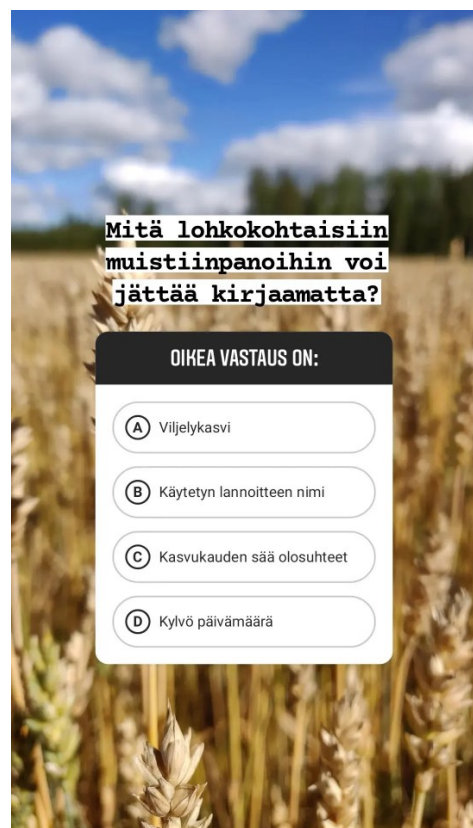 Mitä lohkokohtaisiin
muistiinpanoihin voi
jättää kirjaamatta?
OIKEA VASTAUS ON:
A Viljelykasvi
B Käytetyn lannoitteen nimi
C Kasvukauden sää olosuhteet
D Kylvö päivämäärä